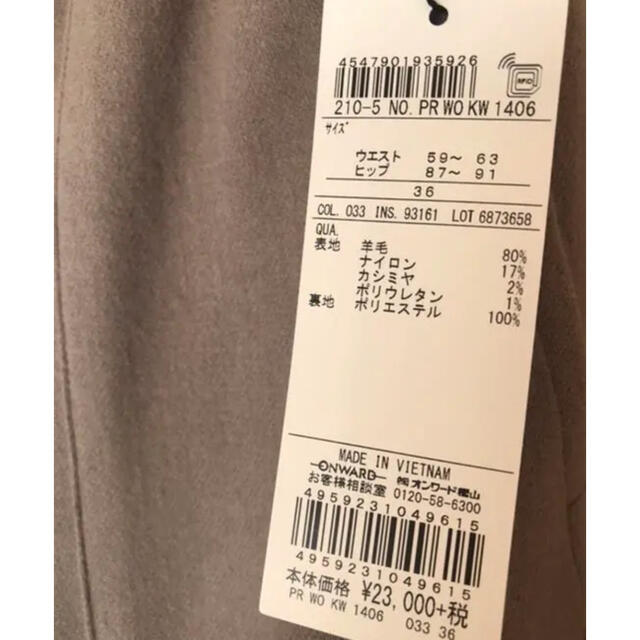 4547901935926
RFID
210-5 NO. PR WO KW 1406
サイズ
ウエスト 59〜 63
ヒップ 87〜 91
36
COL. 033 INS. 93161 LOT 6873658
QUA.
表地 羊毛 80%
ナイロン 17%
カシミヤ 2%
ポリウレタン 1%
裏地 ポリエステル 100%
MADE IN VIETNAM
ONWARD ㈱オンワード樫山
お客様相談室 0120-58-6300
4959231049615
4959231049615
本体価格 ¥23,000+税
PR WO KW 1406 033 36